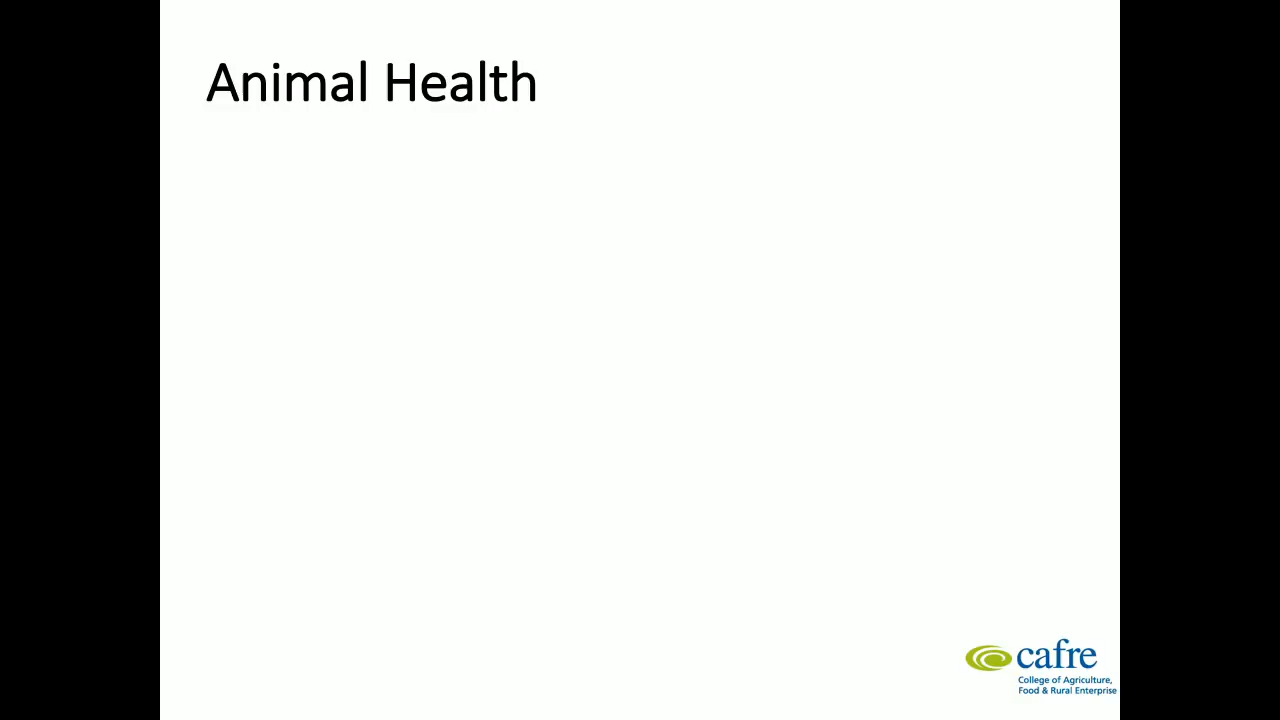 Animal Health
cafre
College of Agriculture,
Food & Rural Enterprise